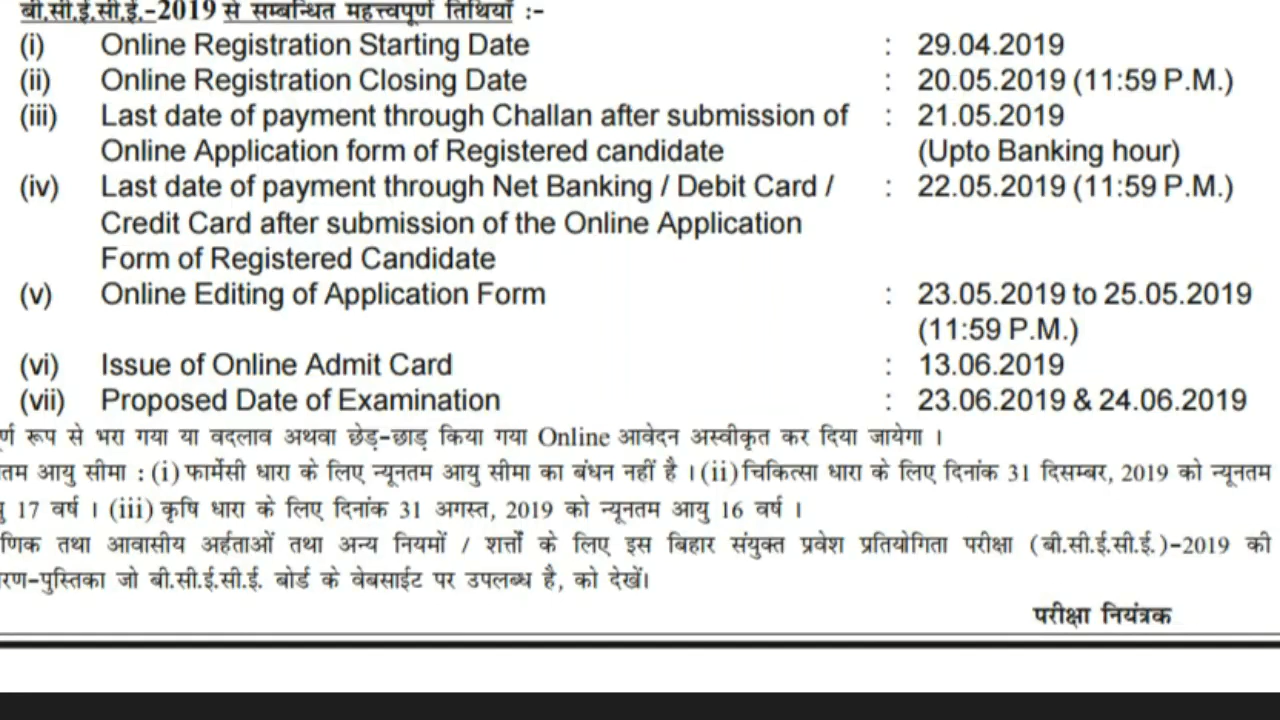 बी.सी.ई.सी.ई.-2019 से सम्बन्धित महत्त्वपूर्ण तिथियाँ :-
(i) Online Registration Starting Date : 29.04.2019
(ii) Online Registration Closing Date : 20.05.2019 (11:59 P.M.)
(iii) Last date of payment through Challan after submission of : 21.05.2019
Online Application form of Registered candidate (Upto Banking hour)
(iv) Last date of payment through Net Banking / Debit Card / : 22.05.2019 (11:59 P.M.)
Credit Card after submission of the Online Application
Form of Registered Candidate
(v) Online Editing of Application Form : 23.05.2019 to 25.05.2019
(11:59 P.M.)
(vi) Issue of Online Admit Card : 13.06.2019
(vii) Proposed Date of Examination : 23.06.2019 & 24.06.2019
रूप से भरा गया या वदलाव अथवा छेड़-छाड़ किया गया Online आवेदन अस्वीकृत कर दिया जायेगा ।
आयु सीमा : (i) फार्मेसी धारा के लिए न्यूनतम आयु सीमा का बंधन नहीं है । (ii) चिकित्सा धारा के लिए दिनांक 31 दिसम्बर, 2019 को न्यूनतम
17 वर्ष । (iii) कृषि धारा के लिए दिनांक 31 अगस्त, 2019 को न्यूनतम आयु 16 वर्ष ।
तथा आवासीय अर्हताओं तथा अन्य नियमों / शर्त्तों के लिए इस बिहार संयुक्त प्रवेश प्रतियोगिता परीक्षा (बी.सी.ई.सी.ई.)-2019 की
जो बी.सी.ई.सी.ई. बोर्ड के वेबसाईट पर उपलब्ध है, को देखें।
परीक्षा नियंत्रक